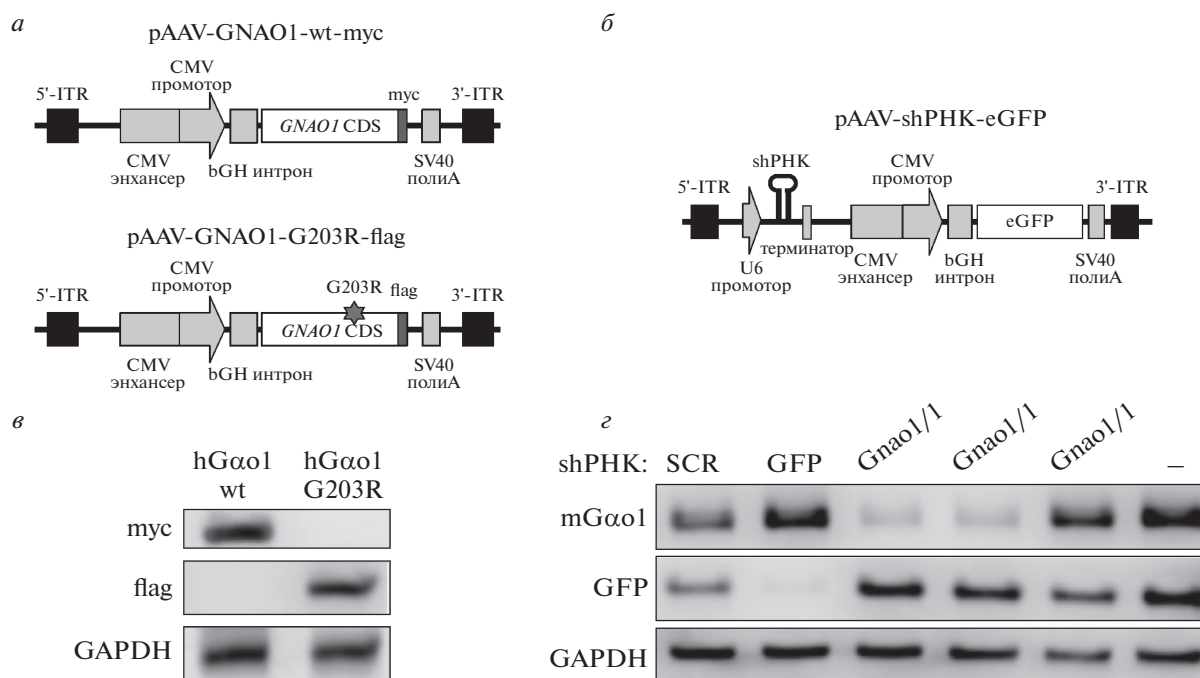 а
pAAV-GNAO1-wt-myc
CMV
промотор
5'-ITR
myc
3'-ITR
GNAO1 CDS
CMV
энхансер
bGH интрон
SV40
полиА
pAAV-GNAO1-G203R-flag
CMV
промотор
5'-ITR
G203R
flag
3'-ITR
GNAO1 CDS
CMV
энхансер
bGH интрон
SV40
полиА
б
pAAV-shРНК-eGFP
shРНК
CMV
промотор
5'-ITR
3'-ITR
eGFP
терминатор
U6
промотор
CMV
энхансер
bGH
интрон
SV40
полиА
в
hGαo1
wt
hGαo1
G203R
myc
flag
GAPDH
г
shРНК: SCR GFP Gnao1/1 Gnao1/1 Gnao1/1 –
mGαo1
GFP
GAPDH